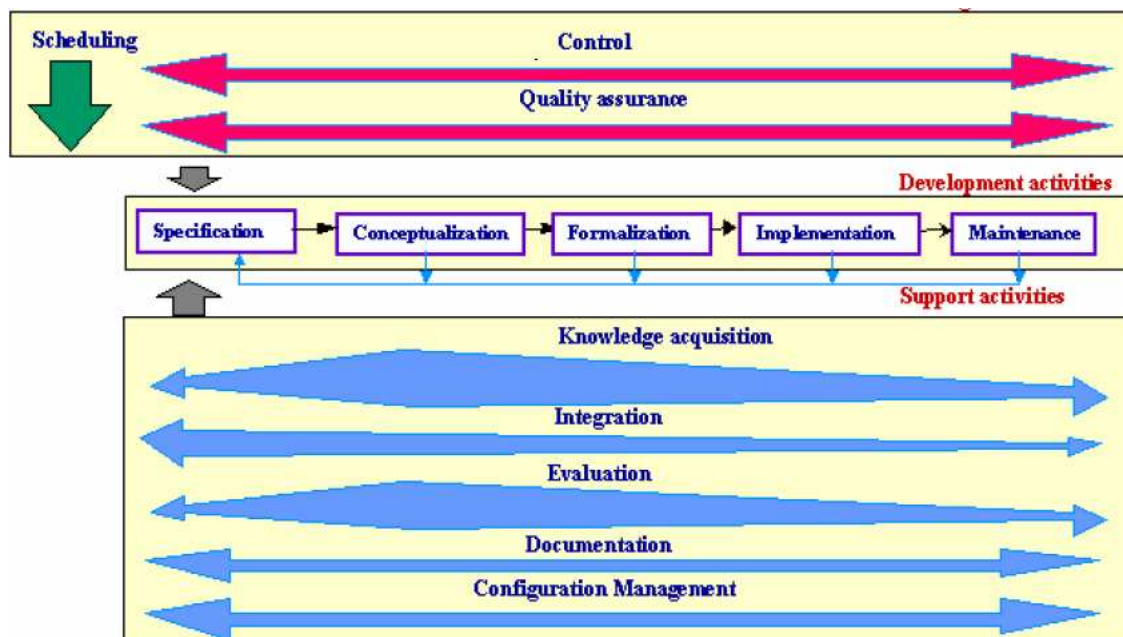 Scheduling
Control
Quality assurance
Development activities
Specification
Conceptualization
Formalization
Implementation
Maintenance
Support activities
Knowledge acquisition
Integration
Evaluation
Documentation
Configuration Management